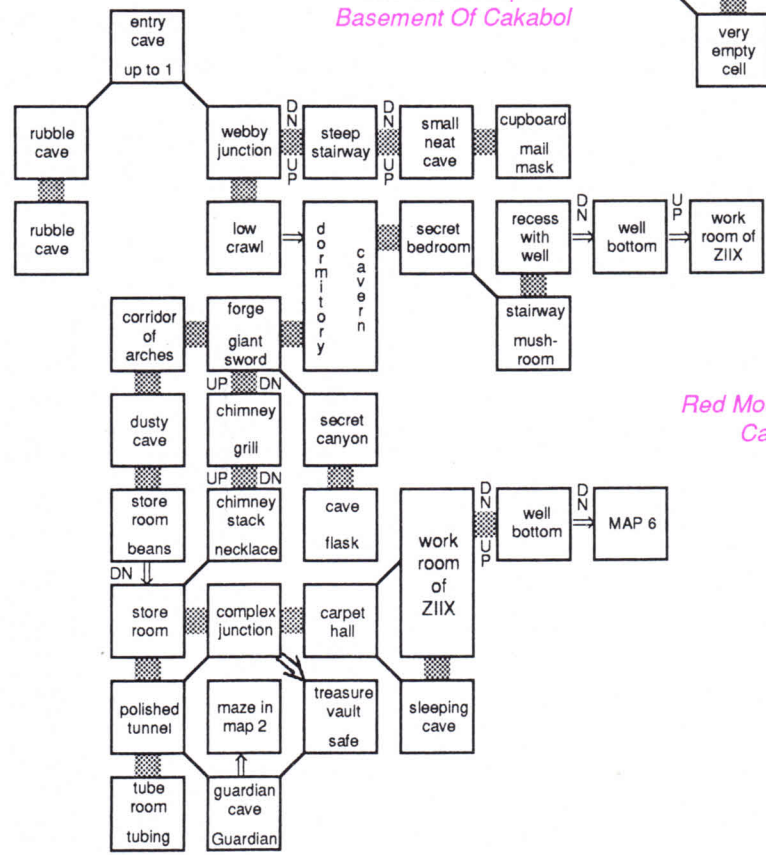 Basement Of Cakabol
entry
cave
up to 1
very
empty
cell
rubble
cave
webby
junction
DN
UP
steep
stairway
DN
UP
small
neat
cave
cupboard
mail
mask
rubble
cave
low
crawl
dormitory
cavern
secret
bedroom
recess
with
well
DN
well
bottom
UP
work
room of
ZIIX
stairway
mush-
room
corridor
of
arches
forge
giant
sword
UP DN
dusty
cave
chimney
grill
secret
canyon
Red Mo
Ca
UP DN
store
room
beans
chimney
stack
necklace
cave
flask
work
room
of
ZIIX
DN
UP
well
bottom
DN
MAP 6
DN
store
room
complex
junction
carpet
hall
polished
tunnel
maze in
map 2
treasure
vault
safe
sleeping
cave
tube
room
tubing
guardian
cave
Guardian